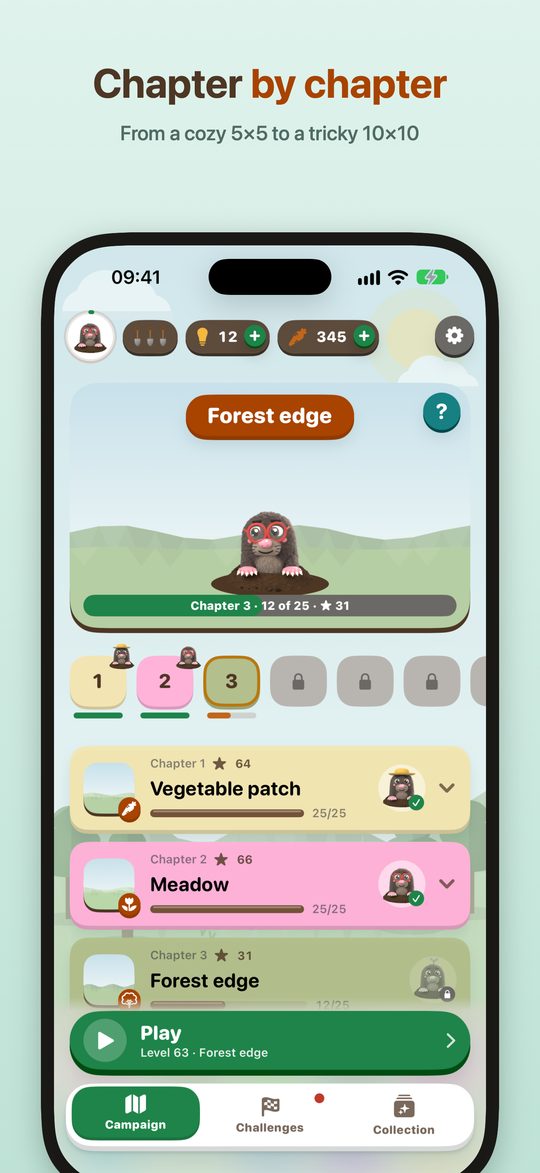 Chapter by chapter
From a cozy 5×5 to a tricky 10×10
09:41
12
345
Forest edge
?
Chapter 3 · 12 of 25 · ★ 31
1
2
3
Chapter 1 ★ 64
Vegetable patch
25/25
Chapter 2 ★ 66
Meadow
25/25
Chapter 3 ★ 31
Forest edge
12/25
Play
Level 63 · Forest edge
Campaign
Challenges
Collection